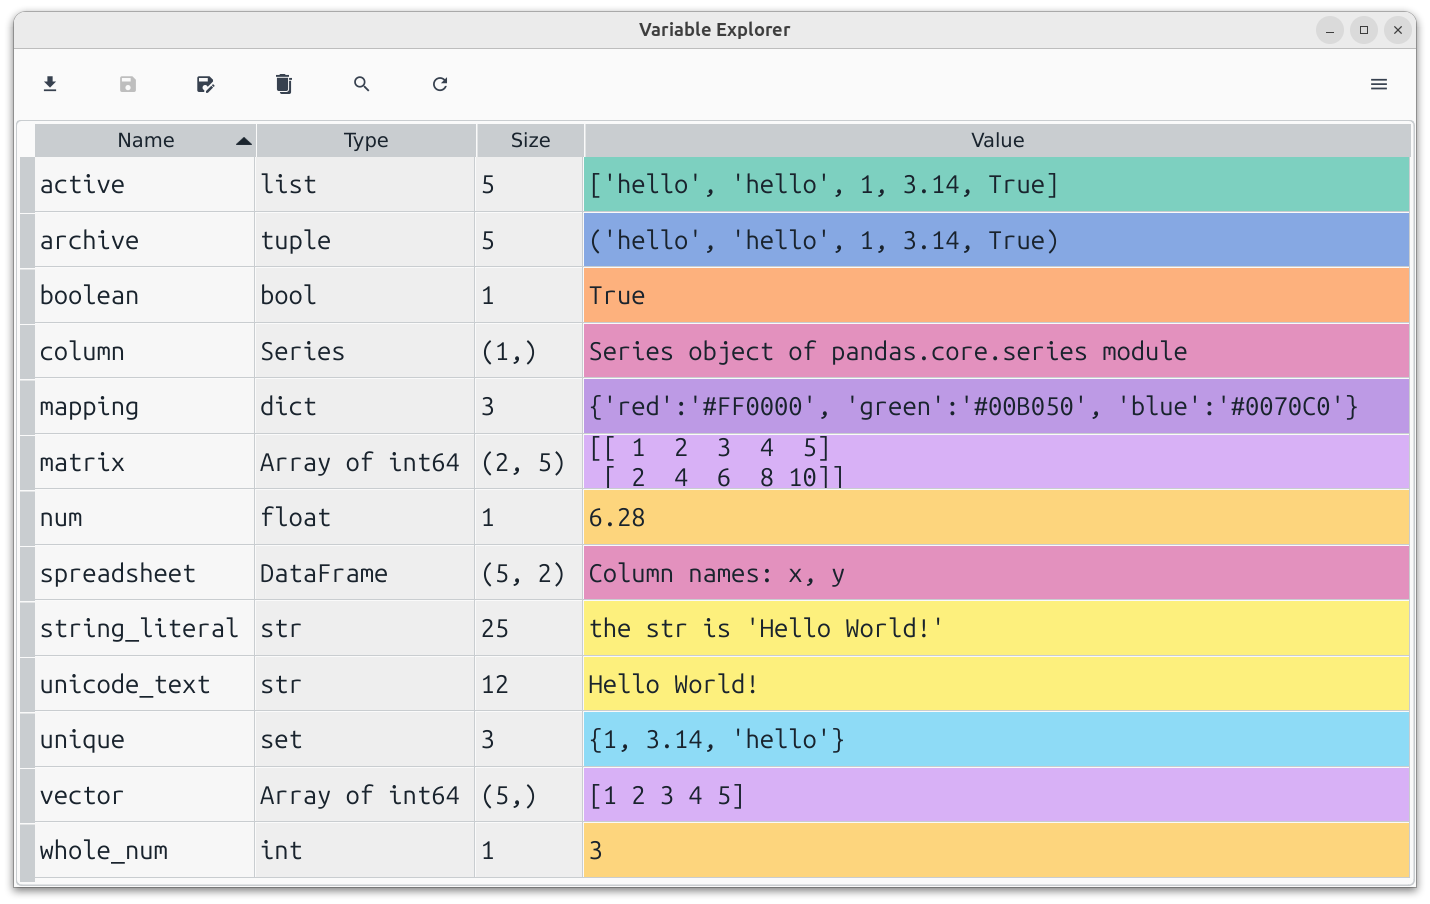 Variable Explorer
Name Type Size Value
active list 5 ['hello', 'hello', 1, 3.14, True]
archive tuple 5 ('hello', 'hello', 1, 3.14, True)
boolean bool 1 True
column Series (1,) Series object of pandas.core.series module
mapping dict 3 {'red':'#FF0000', 'green':'#00B050', 'blue':'#0070C0'}
matrix Array of int64 (2, 5) [[ 1 2 3 4 5]
[ 2 4 6 8 10]]
num float 1 6.28
spreadsheet DataFrame (5, 2) Column names: x, y
string_literal str 25 the str is 'Hello World!'
unicode_text str 12 Hello World!
unique set 3 {1, 3.14, 'hello'}
vector Array of int64 (5,) [1 2 3 4 5]
whole_num int 1 3